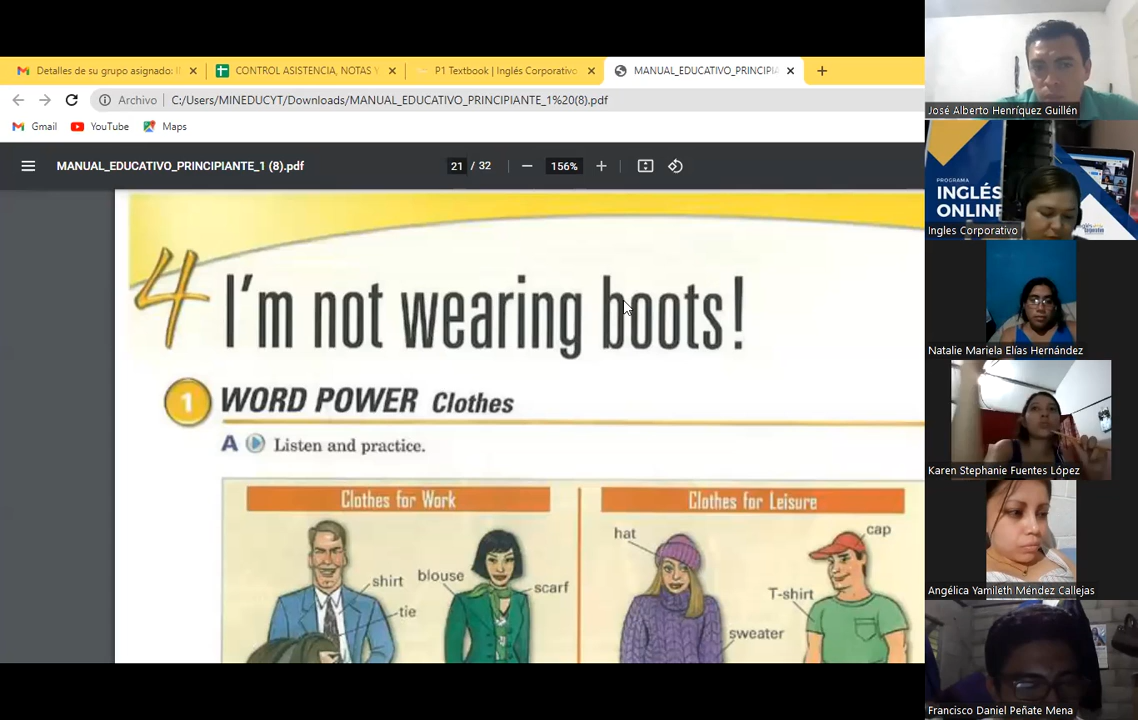 Detalles de su grupo asignado: I
CONTROL ASISTENCIA, NOTAS Y
P1 Textbook | Inglés Corporativo
MANUAL_EDUCATIVO_PRINCIPIA
Archivo
C:/Users/MINEDUCYT/Downloads/MANUAL_EDUCATIVO_PRINCIPIANTE_1%20(8).pdf
Gmail
YouTube
Maps
MANUAL_EDUCATIVO_PRINCIPIANTE_1 (8).pdf
21 / 32
156%
4 I'm not wearing boots!
1 WORD POWER Clothes
A Listen and practice.
Clothes for Work
Clothes for Leisure
shirt
blouse
scarf
tie
hat
cap
T-shirt
sweater
José Alberto Henríquez Guillén
PROGRAMA
INGLÉS
ONLINE
Ingles Corporativo
Natalie Mariela Elías Hernández
Karen Stephanie Fuentes López
Angélica Yamileth Méndez Callejas
Francisco Daniel Peñate Mena